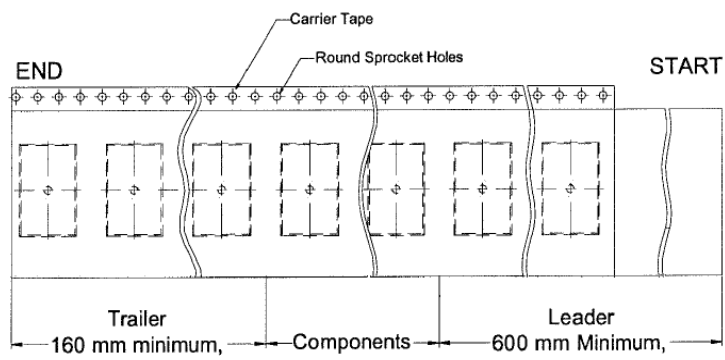 Carrier Tape
Round Sprocket Holes
END
START
Trailer
160 mm minimum,
Components
Leader
600 mm Minimum,